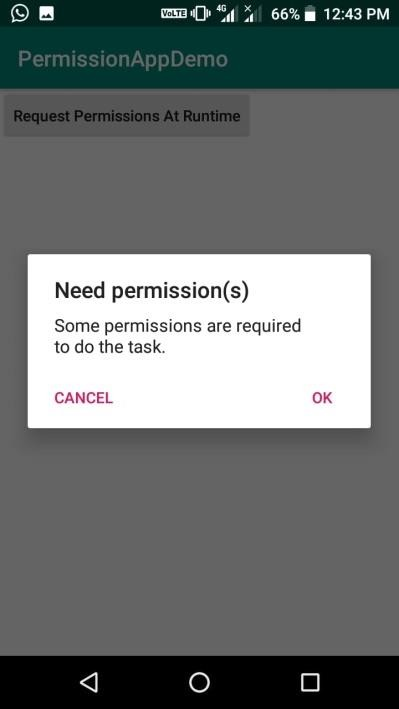 VoLTE 4G 66% 12:43 PM
PermissionAppDemo
Request Permissions At Runtime
Need permission(s)
Some permissions are required
to do the task.
CANCEL OK